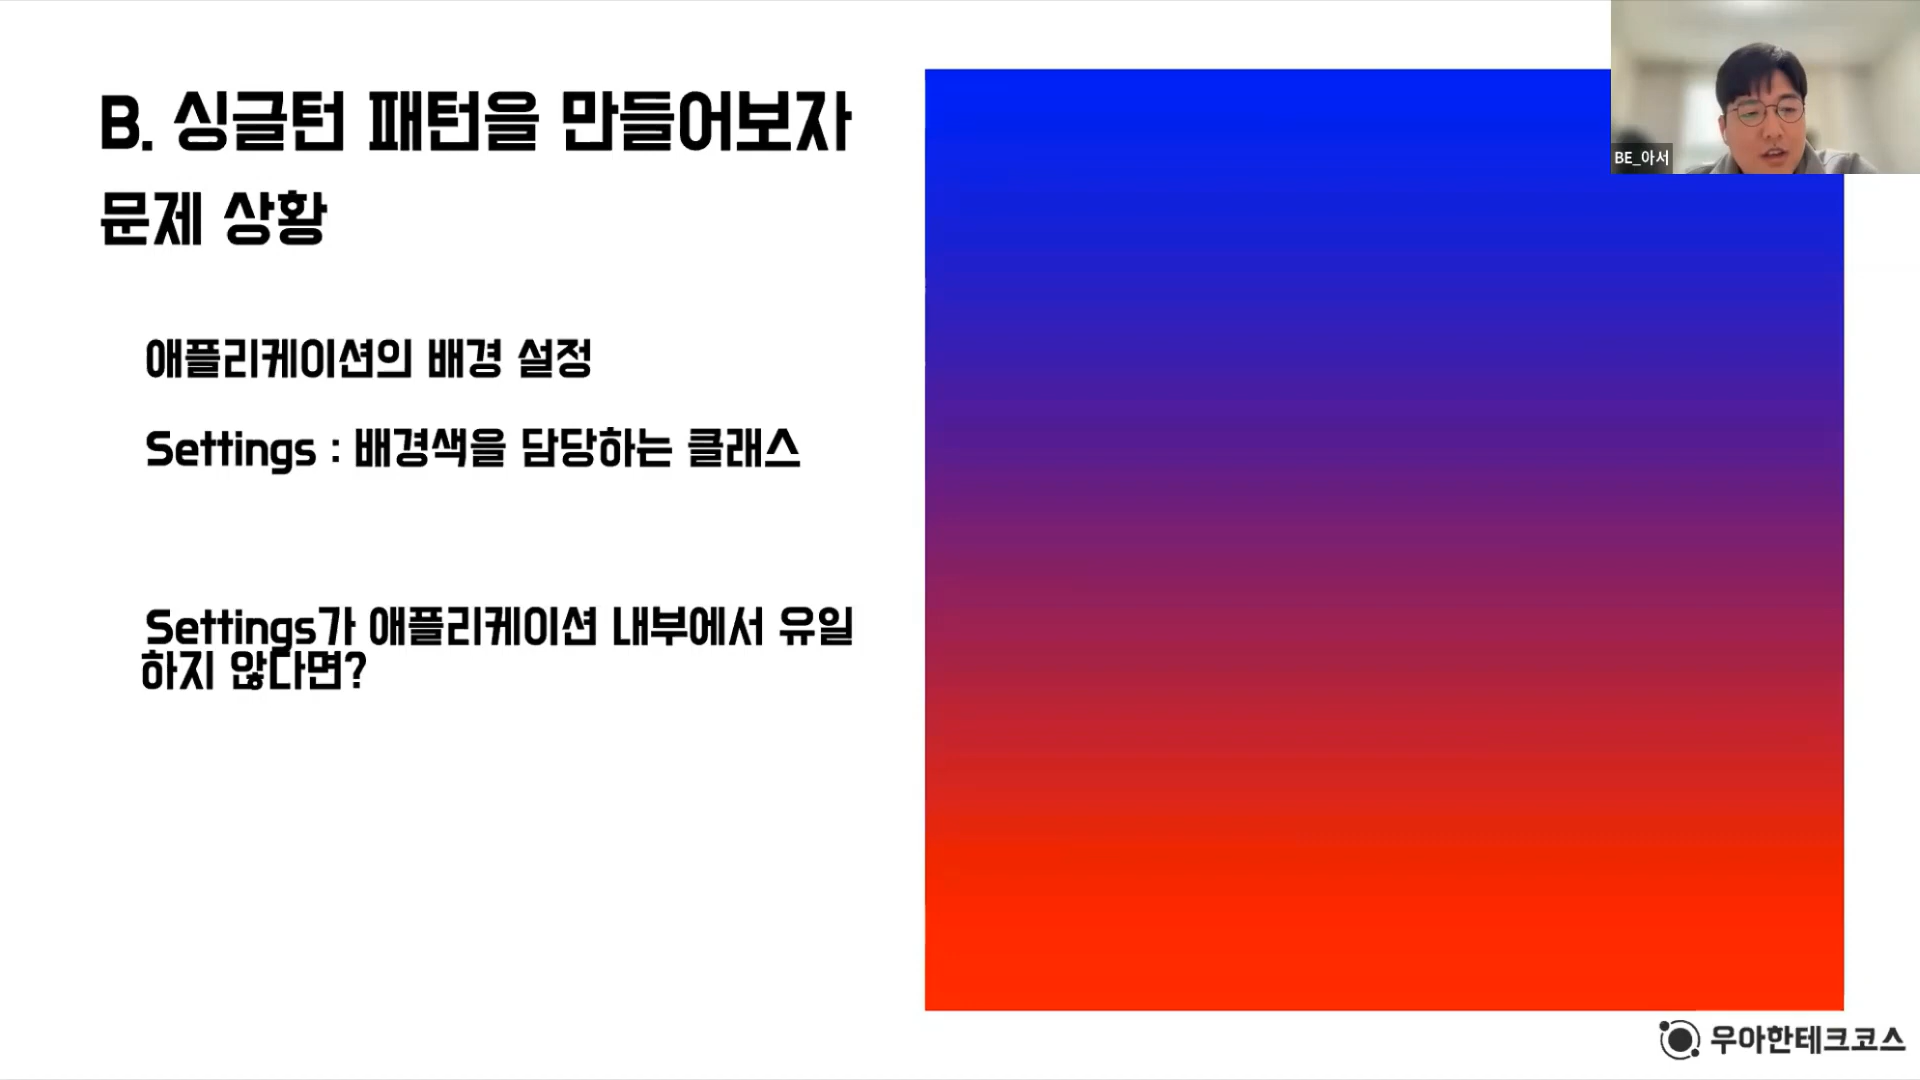 B. 싱글턴 패턴을 만들어보자
문제 상황
애플리케이션의 배경 설정
Settings : 배경색을 담당하는 클래스
Settings가 애플리케이션 내부에서 유일
하지 않다면?
BE_아서
우아한테크코스